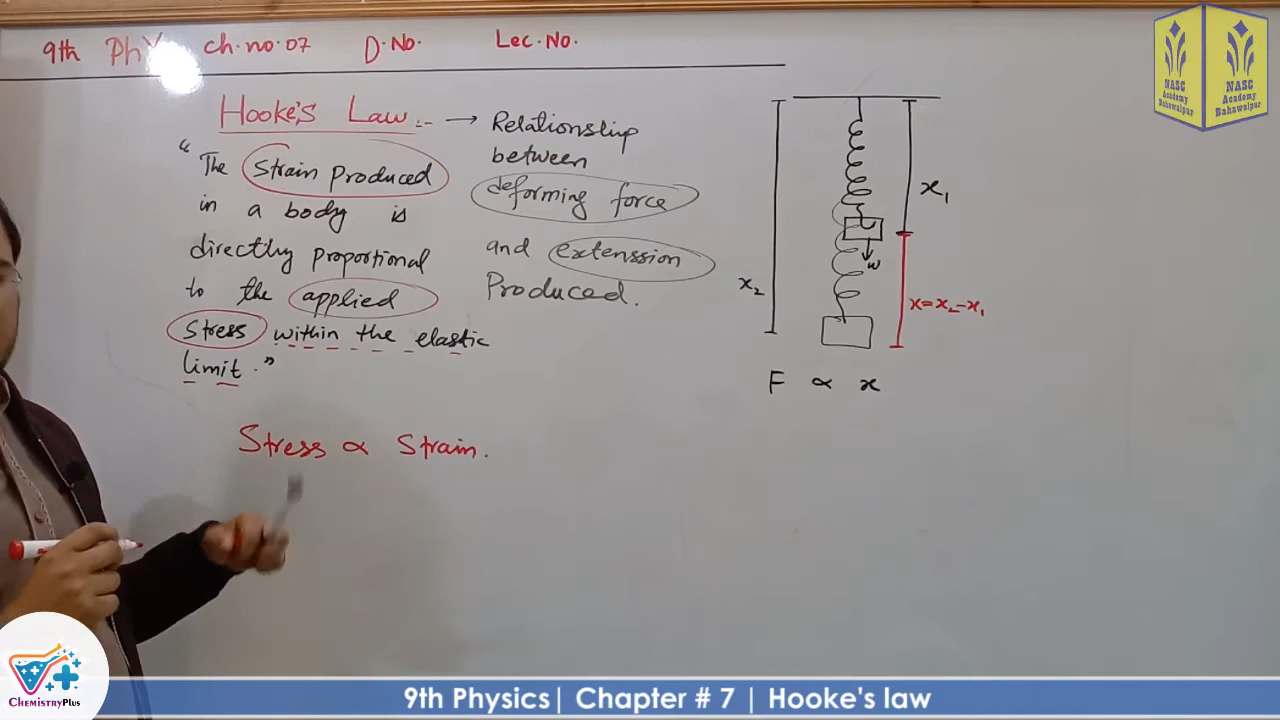 9th Phy ch.no.07 D.No. Lec.No.
Hooke's Law :- → Relationship
between
deforming force
and extenssion
Produced.
"The Strain Produced
in a body is
directly proportional
to the applied
Stress within the elastic
limit."
Stress ∝ Strain.
x₁
w
x₂
x=x₂-x₁
F ∝ x
NASC
Academy
Bahawalpur
NASC
Academy
Bahawalpur
ChemistryPlus
9th Physics| Chapter # 7 | Hooke's law